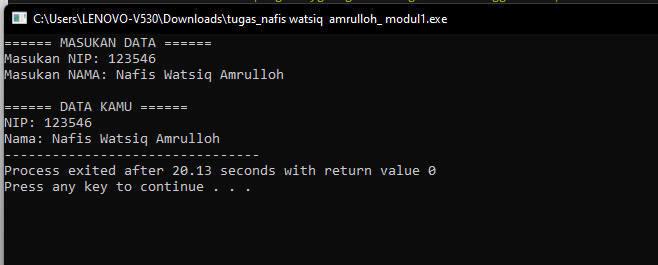 C:\Users\LENOVO-V530\Downloads\tugas_nafis watsiq  amrulloh_ modul1.exe
====== MASUKAN DATA ======
Masukan NIP: 123546
Masukan NAMA: Nafis Watsiq Amrulloh

====== DATA KAMU ======
NIP: 123546
Nama: Nafis Watsiq Amrulloh
--------------------------------
Process exited after 20.13 seconds with return value 0
Press any key to continue . . .